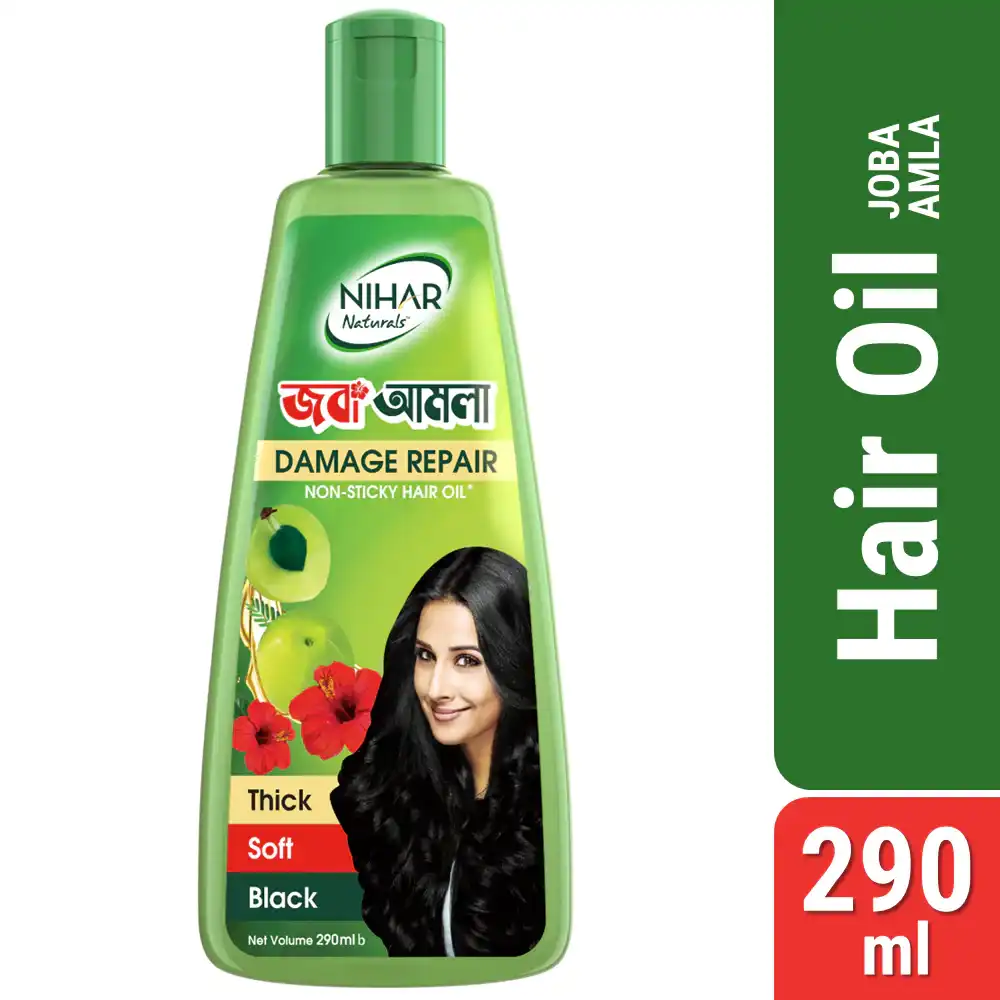 NIHAR
Naturals™
জবা আমলা
DAMAGE REPAIR
NON-STICKY HAIR OIL*
Thick
Soft
Black
Net Volume 290ml b
Hair Oil
JOBA
AMLA
290
ml